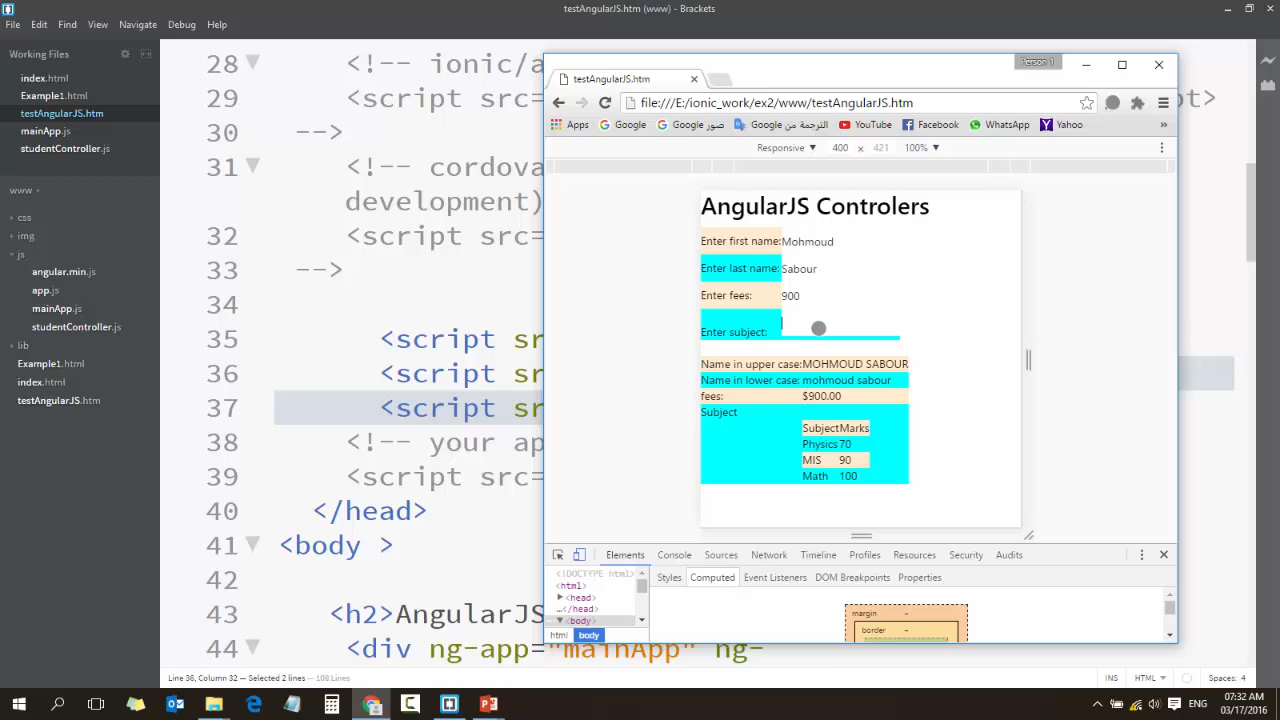 testAngularJS.htm (www) - Brackets
File Edit Find View Navigate Debug Help
Working Files
index.html
Example1.html
testAngularJS.htm
mainApp.js
studentController.js
www
css
img
js
angular.min.js
app.js
mainApp.js
studentController.js
lib
Example1.html
index.html
testAngularJS.htm
28 <!-- ionic/a
29 <script src= pt>
30 -->
31 <!-- cordova
development)
32 <script src=
33 -->
34
35 <script sr
36 <script sr
37 <script sr
38 <!-- your ap
39 <script src=
40 </head>
41 <body >
42
43 <h2>AngularJS
44 <div ng-app="mainApp" ng-
Person 1
testAngularJS.htm
file:///E:/ionic_work/ex2/www/testAngularJS.htm
Apps Google صور Google الترجمة من Google YouTube Facebook WhatsApp Yahoo »
Responsive 400 × 421 100%
AngularJS Controlers
Enter first name: Mohmoud
Enter last name: Sabour
Enter fees: 900
Enter subject:
Name in upper case: MOHMOUD SABOUR
Name in lower case: mohmoud sabour
fees: $900.00
Subject
Subject Marks
Physics 70
MIS 90
Math 100
Elements Console Sources Network Timeline Profiles Resources Security Audits
<!DOCTYPE html>
<html>
<head>
…</head>
<body>
html body
Styles Computed Event Listeners DOM Breakpoints Properties
margin -
border -
Line 36, Column 32 — Selected 2 lines — 108 Lines
INS HTML Spaces: 4
07:32 AM
03/17/2016